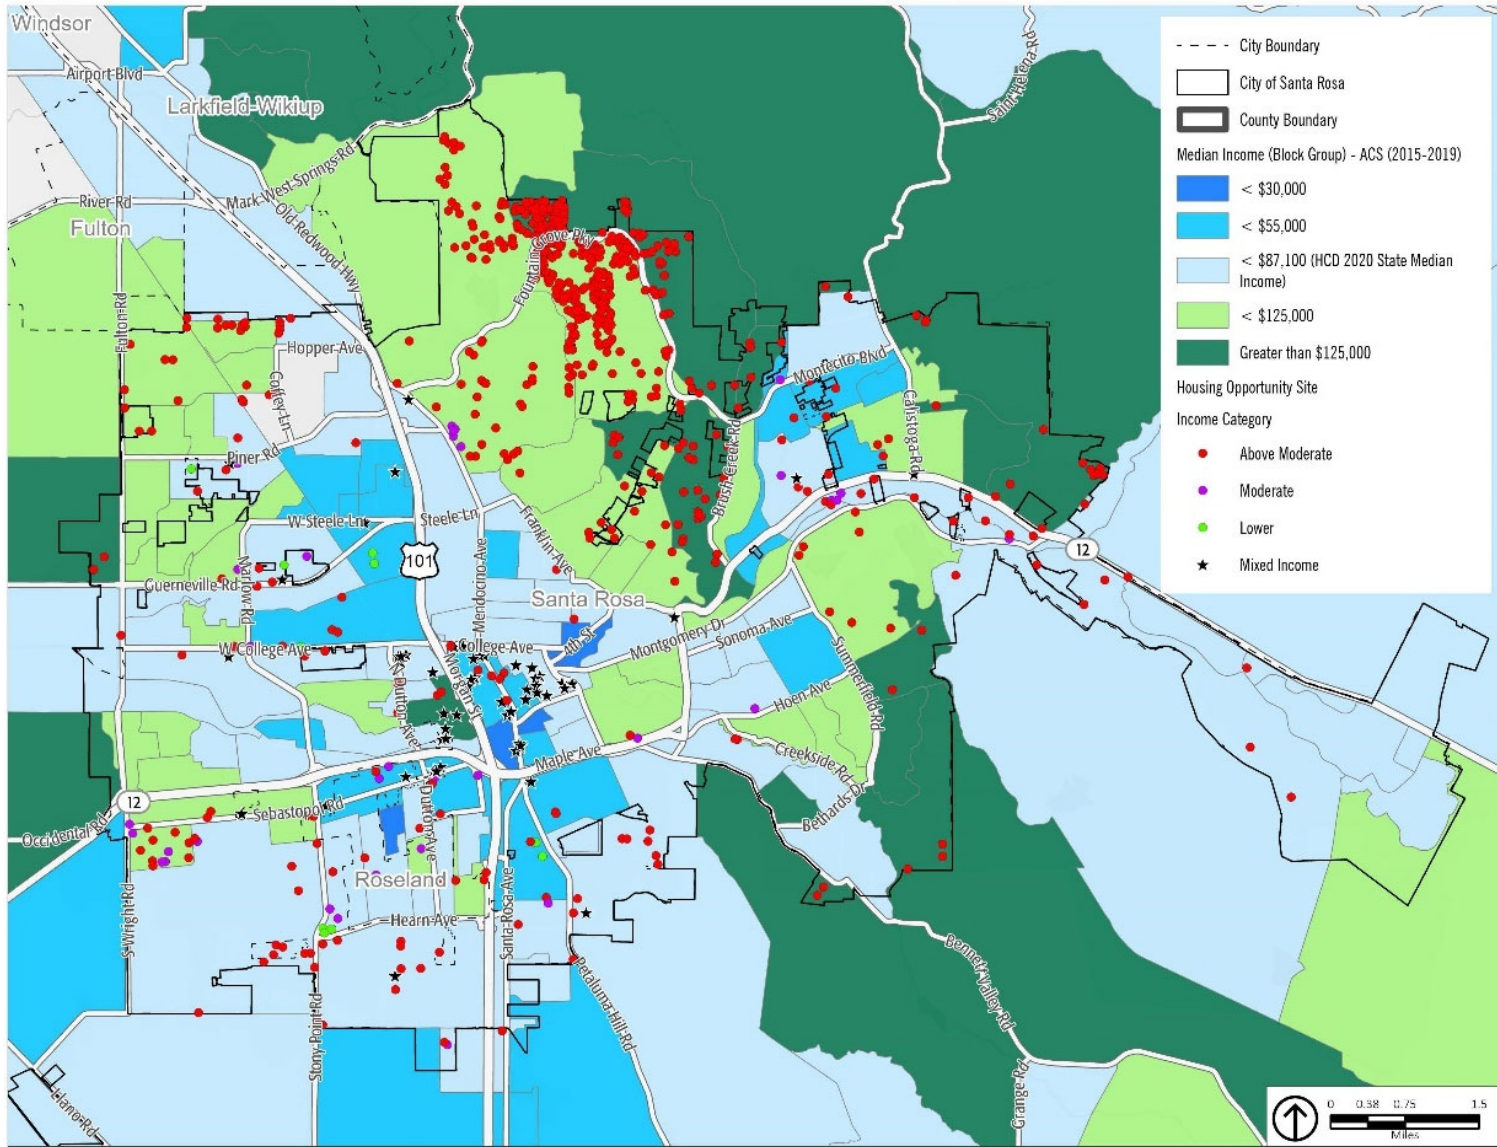 Windsor
Airport Blvd
Larkfield-Wikiup
Saint Helena Rd
Mark West Springs Rd
River Rd
Old Redwood Hwy
Fulton
Fountain Grove Pky
Fulton Rd
Hopper Ave
Coffey Ln
Montecito Blvd
Calistoga Rd
Piner Rd
Brush Creek Rd
W Steele Ln
Steele Ln
Franklin Ave
101
Mendocino Ave
12
Guerneville Rd
Marlow Rd
Santa Rosa
W College Ave
College Ave
4th St
Montgomery Dr
Sonoma Ave
Summerfield Rd
N Dutton Ave
Morgan St
Hoen Ave
Maple Ave
Creekside Rd
Bethards Dr
12
Occidental Rd
Sebastopol Rd
Dutton Ave
Roseland
S Wright Rd
Hearn Ave
Santa Rosa Ave
Petaluma Hill Rd
Bennett Valley Rd
Stony Point Rd
Grange Rd
Llano Rd
City Boundary
City of Santa Rosa
County Boundary
Median Income (Block Group) - ACS (2015-2019)
< $30,000
< $55,000
< $87,100 (HCD 2020 State Median
Income)
< $125,000
Greater than $125,000
Housing Opportunity Site
Income Category
Above Moderate
Moderate
Lower
Mixed Income
0 0.38 0.75 1.5
Miles